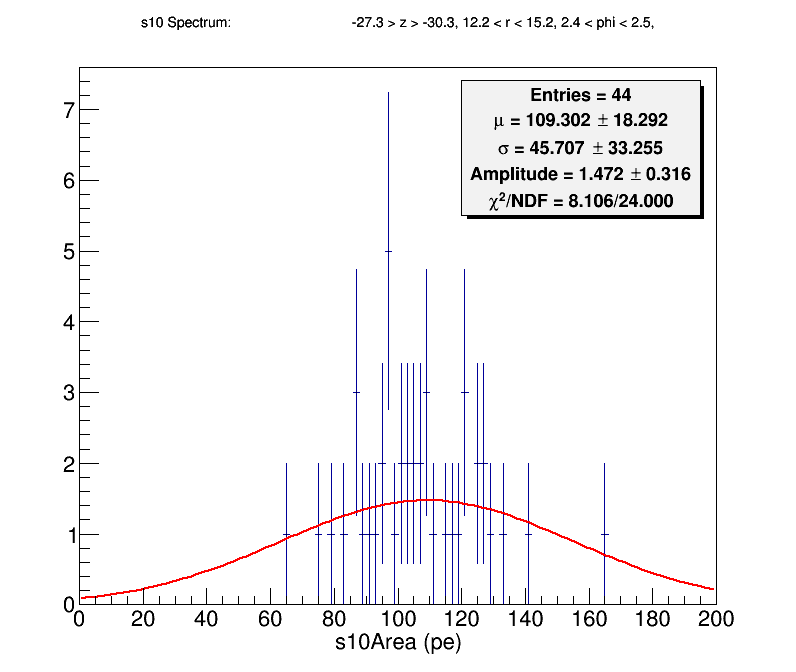 s10 Spectrum: -27.3 > z > -30.3, 12.2 < r < 15.2, 2.4 < phi < 2.5,
Entries = 44
μ = 109.302 ± 18.292
σ = 45.707 ± 33.255
Amplitude = 1.472 ± 0.316
χ²/NDF = 8.106/24.000
7
6
5
4
3
2
1
0
0 20 40 60 80 100 120 140 160 180 200
s10Area (pe)